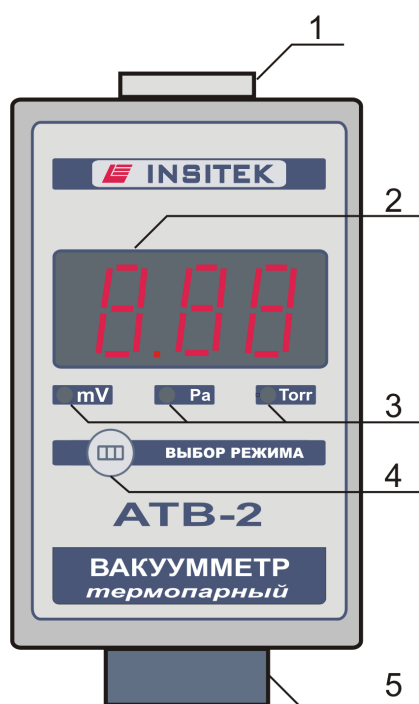 1
INSITEK
2
8.88
mV Pa Torr
3
ВЫБОР РЕЖИМА
4
АТВ-2
ВАКУУММЕТР
термопарный
5